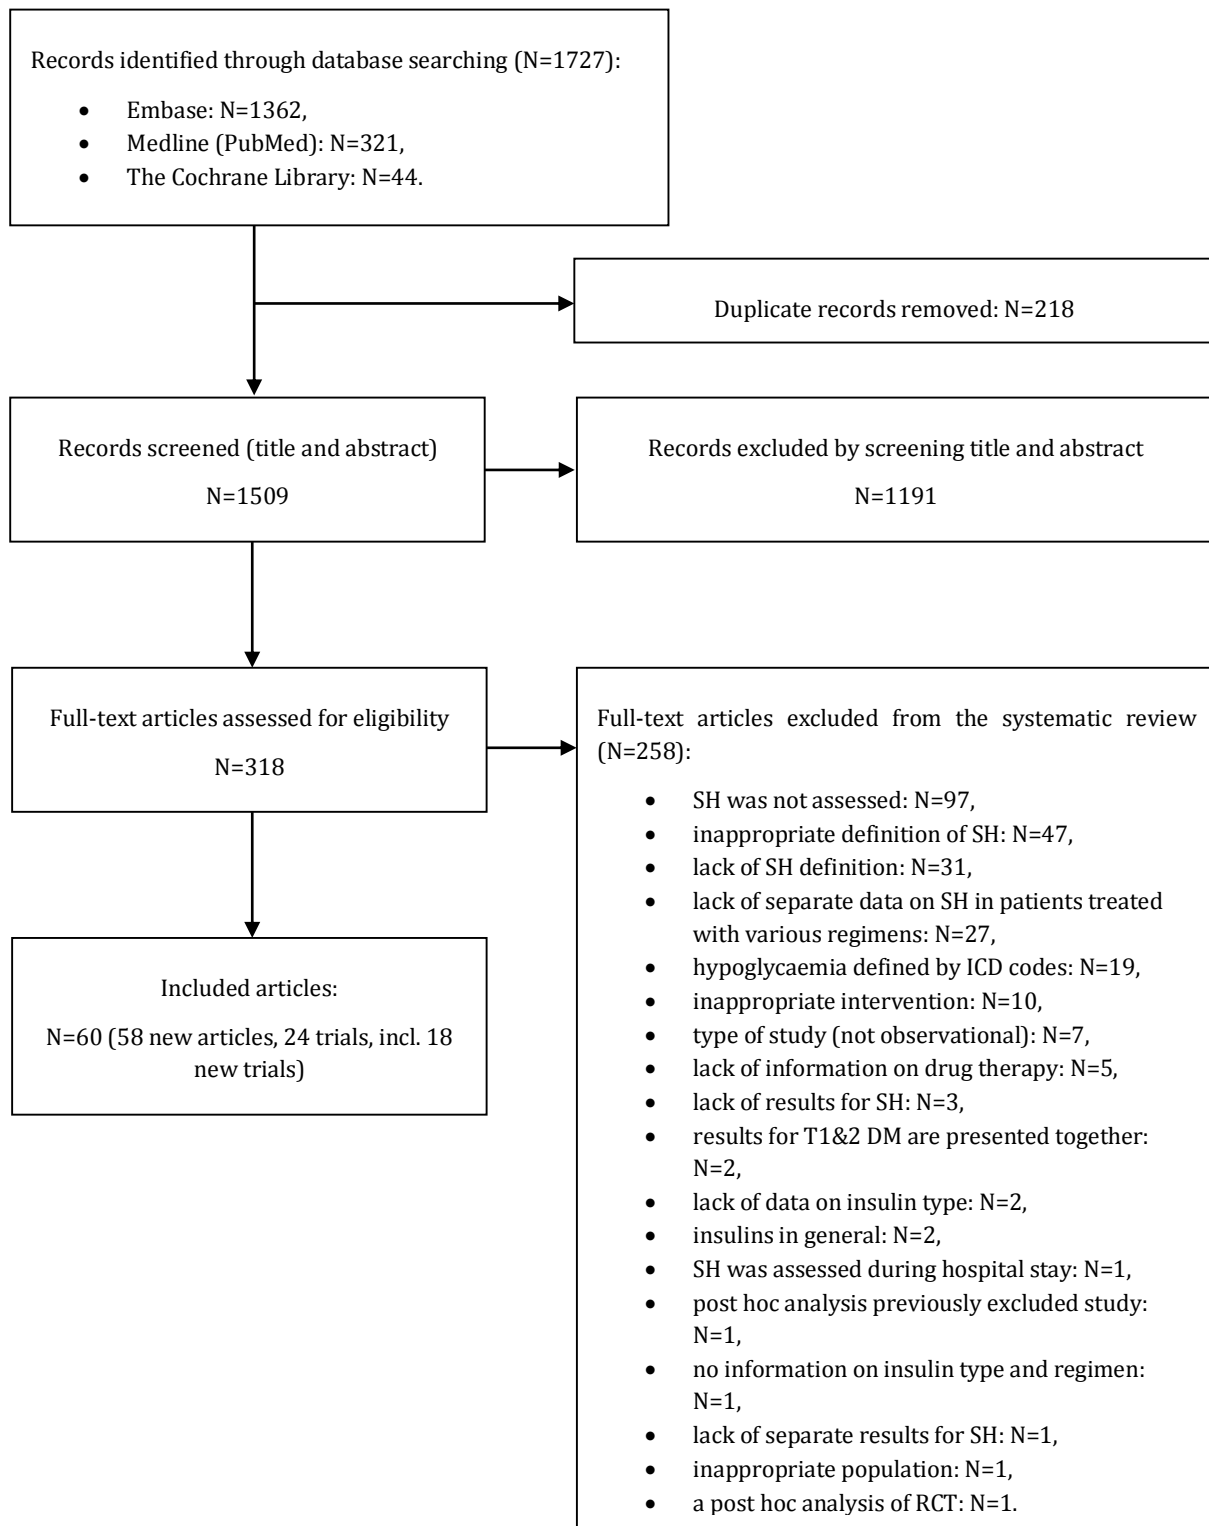 Records identified through database searching (N=1727):
• Embase: N=1362,
• Medline (PubMed): N=321,
• The Cochrane Library: N=44.
Duplicate records removed: N=218
Records screened (title and abstract)
N=1509
Records excluded by screening title and abstract
N=1191
Full-text articles assessed for eligibility
N=318
Full-text articles excluded from the systematic review
(N=258):
• SH was not assessed: N=97,
• inappropriate definition of SH: N=47,
• lack of SH definition: N=31,
• lack of separate data on SH in patients treated
with various regimens: N=27,
• hypoglycaemia defined by ICD codes: N=19,
• inappropriate intervention: N=10,
• type of study (not observational): N=7,
• lack of information on drug therapy: N=5,
• lack of results for SH: N=3,
• results for T1&2 DM are presented together:
N=2,
• lack of data on insulin type: N=2,
• insulins in general: N=2,
• SH was assessed during hospital stay: N=1,
• post hoc analysis previously excluded study:
N=1,
• no information on insulin type and regimen:
N=1,
• lack of separate results for SH: N=1,
• inappropriate population: N=1,
• a post hoc analysis of RCT: N=1.
Included articles:
N=60 (58 new articles, 24 trials, incl. 18
new trials)